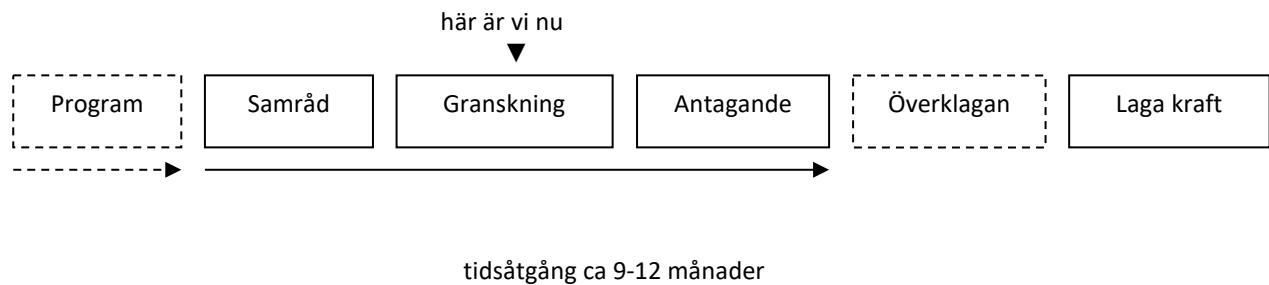 här är vi nu
Program Samråd Granskning Antagande Överklagan Laga kraft
tidsåtgång ca 9-12 månader